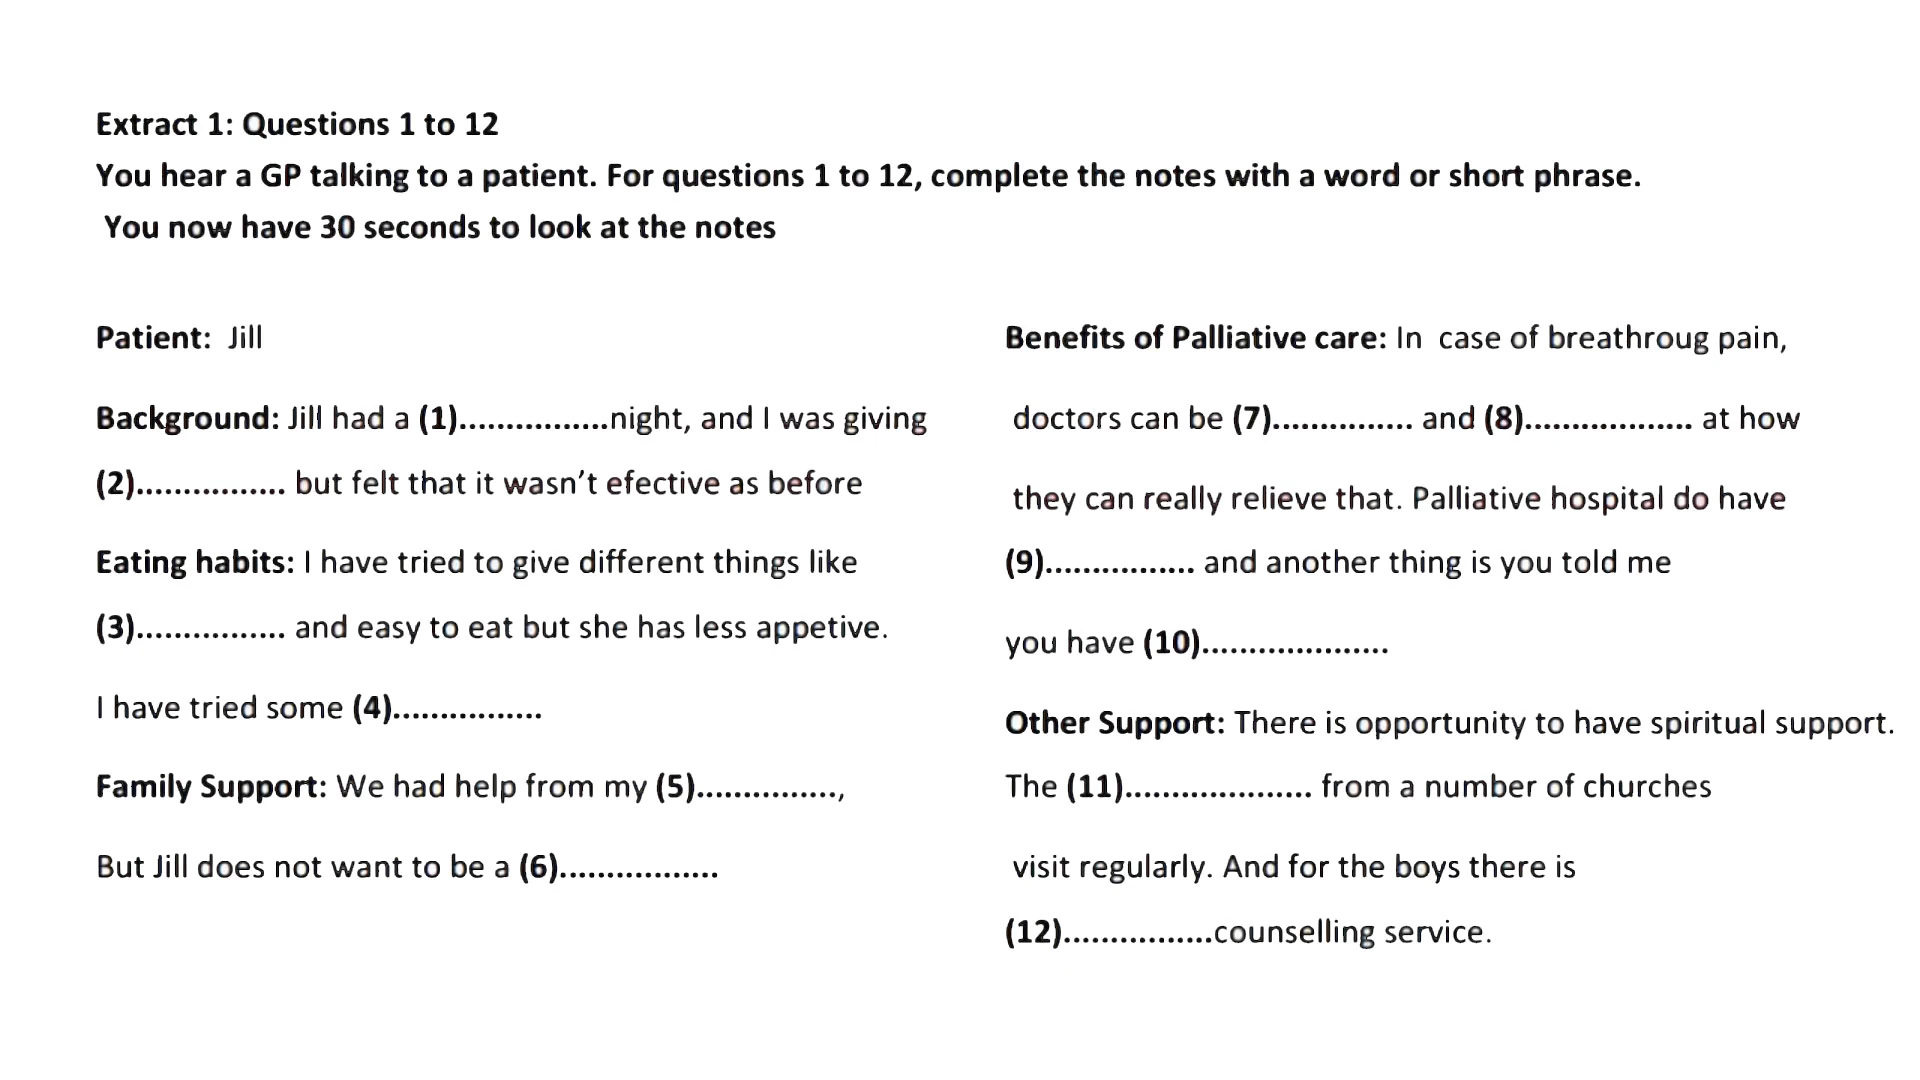 Extract 1: Questions 1 to 12
You hear a GP talking to a patient. For questions 1 to 12, complete the notes with a word or short phrase.
You now have 30 seconds to look at the notes
Patient: Jill
Background: Jill had a (1)................night, and I was giving
(2)................ but felt that it wasn't efective as before
Eating habits: I have tried to give different things like
(3)................ and easy to eat but she has less appetive.
I have tried some (4)................
Family Support: We had help from my (5)...............,
But Jill does not want to be a (6).................
Benefits of Palliative care: In case of breathroug pain,
doctors can be (7)............... and (8).................. at how
they can really relieve that. Palliative hospital do have
(9)................ and another thing is you told me
you have (10)....................
Other Support: There is opportunity to have spiritual support.
The (11).................... from a number of churches
visit regularly. And for the boys there is
(12)................counselling service.